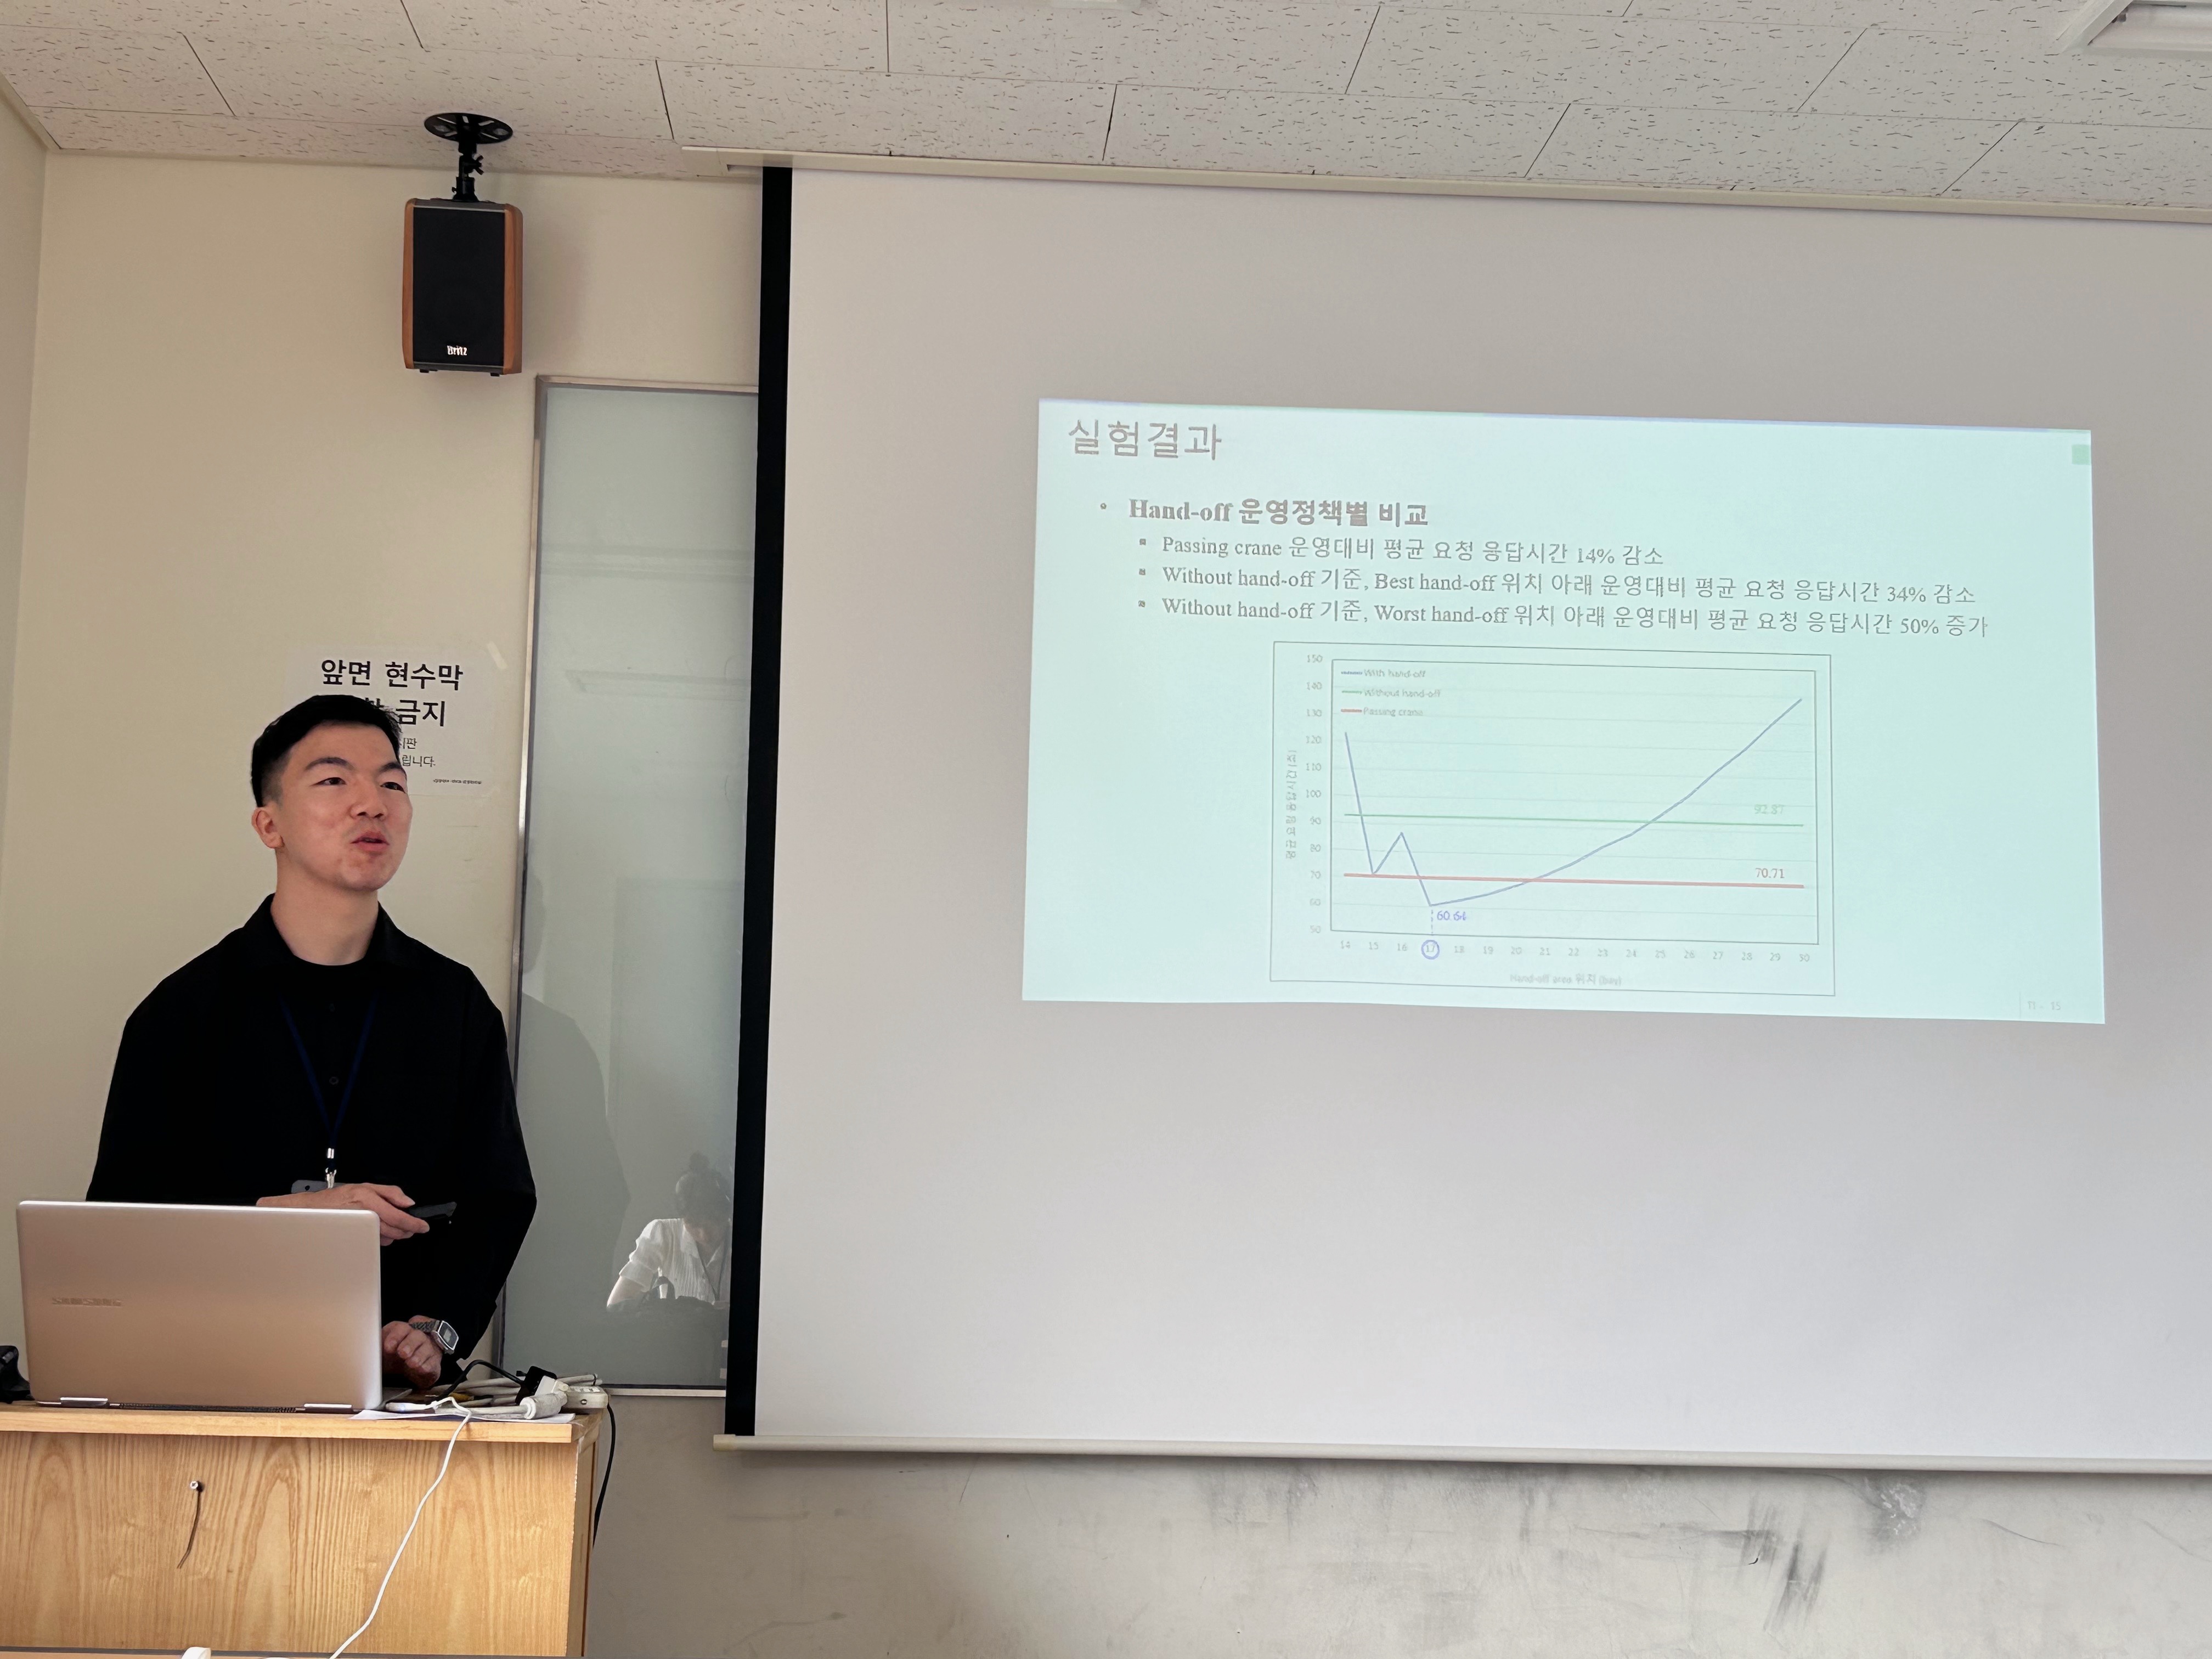 Britz
앞면 현수막
금지
시판
립니다.
SAMSUNG
실험결과
• Hand-off 운영정책별 비교
▪ Passing crane 운영대비 평균 요청 응답시간 14% 감소
▪ Without hand-off 기준, Best hand-off 위치 아래 운영대비 평균 요청 응답시간 34% 감소
▪ Without hand-off 기준, Worst hand-off 위치 아래 운영대비 평균 요청 응답시간 50% 증가
With hand-off
Without hand-off
Passing crane
150
140
130
120
110
100
90
80
70
60
50
평균 요청 응답시간(초)
92.87
70.71
60.64
14 15 16 17 18 19 20 21 22 23 24 25 26 27 28 29 30
Hand-off area 위치 (bay)
15